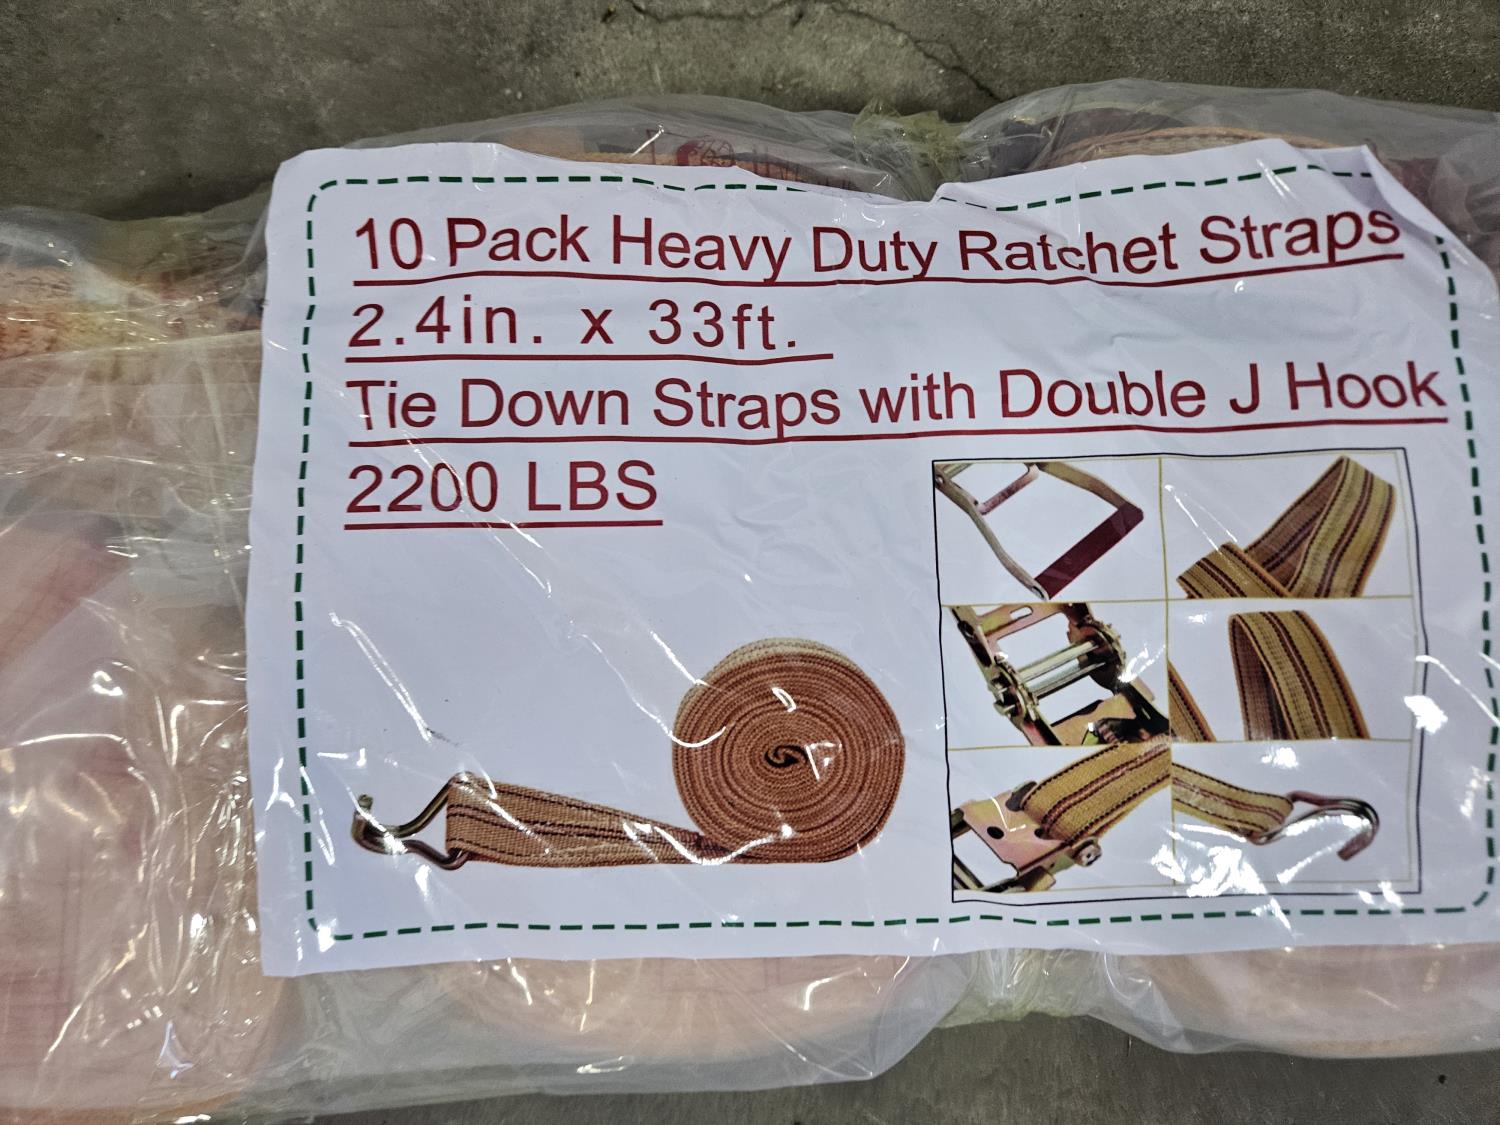 10 Pack Heavy Duty Ratchet Straps
2.4in. x 33ft.
Tie Down Straps with Double J Hook
2200 LBS